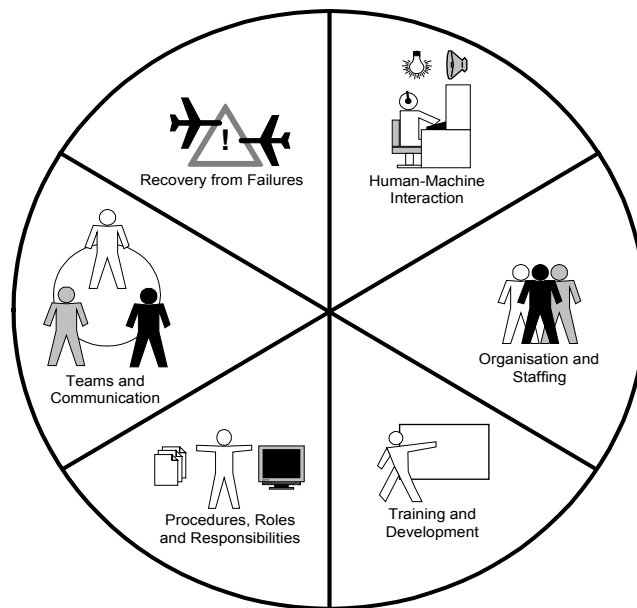 !
Recovery from Failures
Human-Machine
Interaction
Teams and
Communication
Organisation and
Staffing
Procedures, Roles
and Responsibilities
Training and
Development